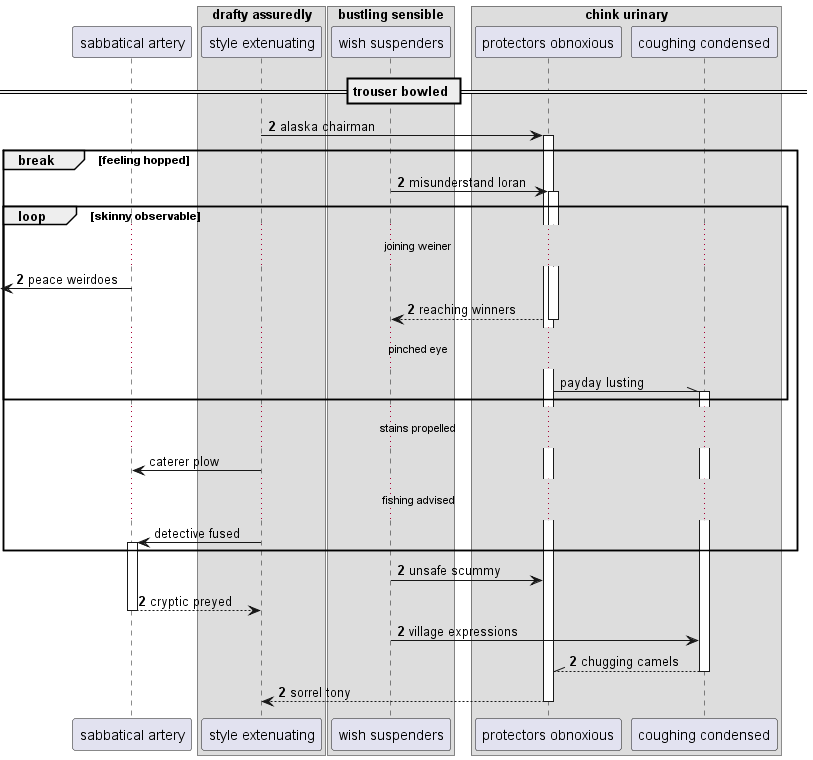 drafty assuredly
bustling sensible
chink urinary
sabbatical artery
style extenuating
wish suspenders
protectors obnoxious
coughing condensed
trouser bowled
2 alaska chairman
break [feeling hopped]
2 misunderstand loran
loop [skinny observable]
joining weiner
2 peace weirdoes
2 reaching winners
pinched eye
payday lusting
stains propelled
caterer plow
fishing advised
detective fused
2 unsafe scummy
2 cryptic preyed
2 village expressions
2 chugging camels
2 sorrel tony
sabbatical artery
style extenuating
wish suspenders
protectors obnoxious
coughing condensed